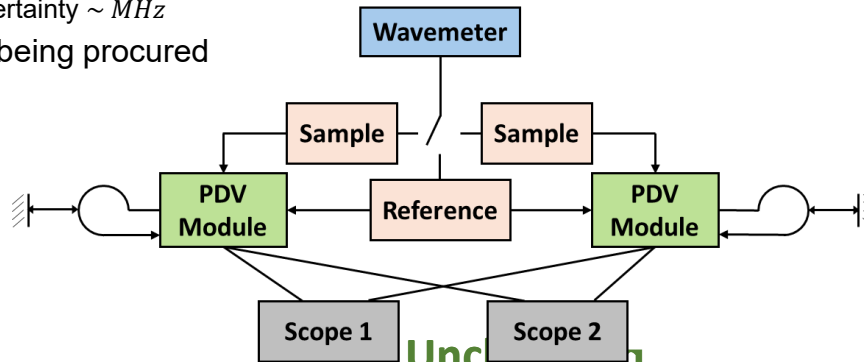 ertainty ~ MHz
being procured
Wavemeter
Sample
Sample
PDV
Module
Reference
PDV
Module
Scope 1
Scope 2